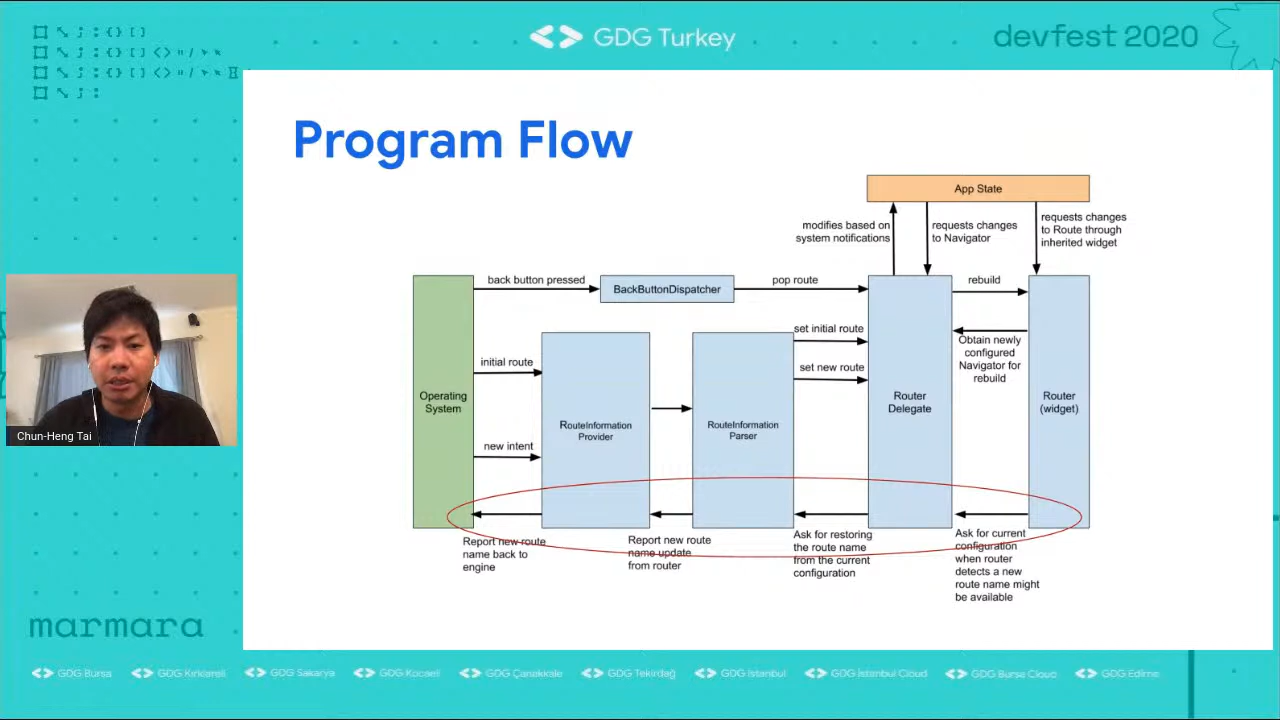 GDG Turkey
devfest 2020
Program Flow
App State
modifies based on
system notifications
requests changes
to Navigator
requests changes
to Route through
inherited widget
back button pressed
BackButtonDispatcher
pop route
rebuild
set initial route
Obtain newly
configured
Navigator for
rebuild
initial route
set new route
Operating
System
RouteInformation
Provider
RouteInformation
Parser
Router
Delegate
Router
(widget)
new intent
Report new route
name back to
engine
Report new route
name update
from router
Ask for restoring
the route name
from the current
configuration
Ask for current
configuration
when router
detects a new
route name might
be available
Chun-Heng Tai
marmara
GDG Bursa
GDG Kırklareli
GDG Sakarya
GDG Kocaeli
GDG Çanakkale
GDG Tekirdağ
GDG İstanbul
GDG İstanbul Cloud
GDG Bursa Cloud
GDG Edirne